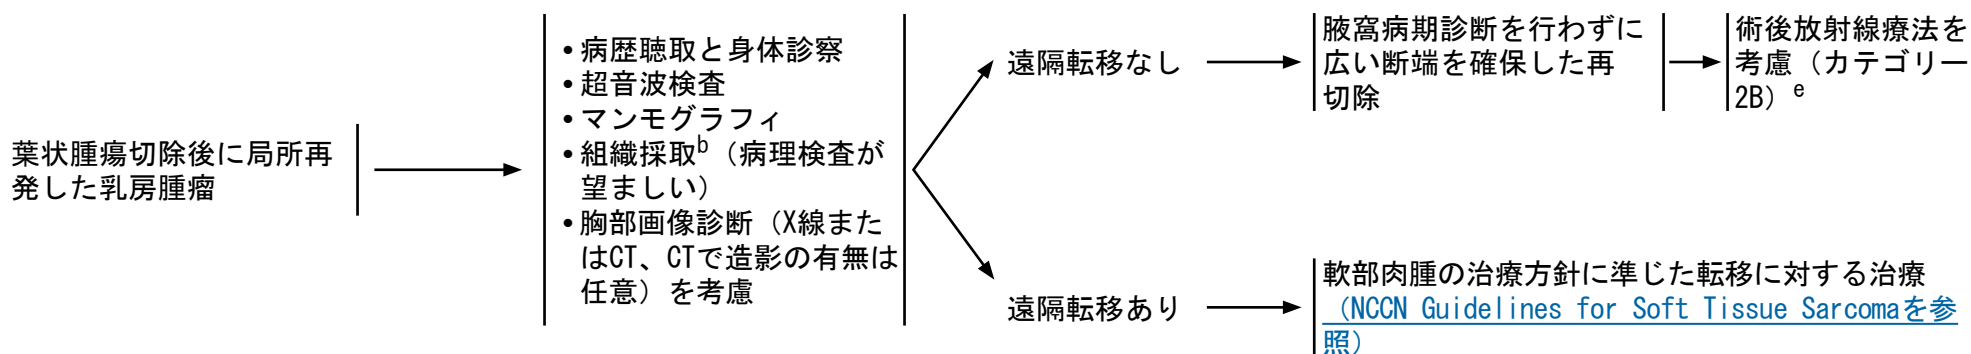 葉状腫瘍切除後に局所再
発した乳房腫瘤
• 病歴聴取と身体診察
• 超音波検査
• マンモグラフィ
• 組織採取b（病理検査が
望ましい）
• 胸部画像診断（X線また
はCT、CTで造影の有無は
任意）を考慮
遠隔転移なし
腋窩病期診断を行わずに
広い断端を確保した再
切除
術後放射線療法を
考慮（カテゴリー
2B）e
遠隔転移あり
軟部肉腫の治療方針に準じた転移に対する治療
（NCCN Guidelines for Soft Tissue Sarcomaを参
照）